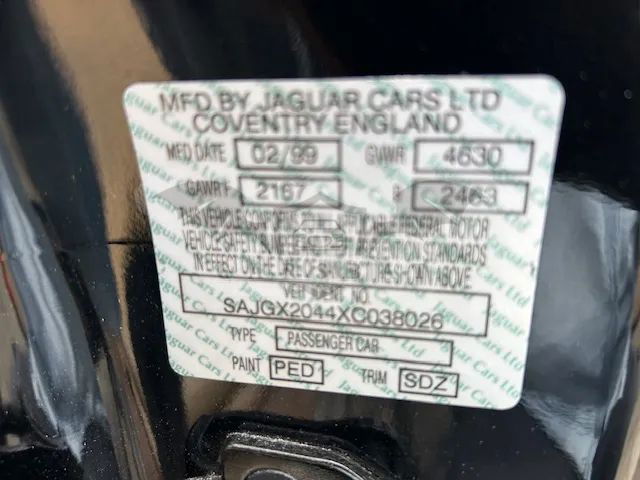 MFD BY JAGUAR CARS LTD
COVENTRY ENGLAND
MFD DATE 02/99 GVWR 4630
GAWR F 2167 R 2463
THIS VEHICLE CONFORMS TO ALL APPLICABLE FEDERAL MOTOR
VEHICLE SAFETY BUMPER AND THEFT PREVENTION STANDARDS
IN EFFECT ON THE DATE OF MANUFACTURE SHOWN ABOVE
VEH IDENT NO.
SAJGX2044XC038026
TYPE PASSENGER CAR
PAINT PED TRIM SDZ